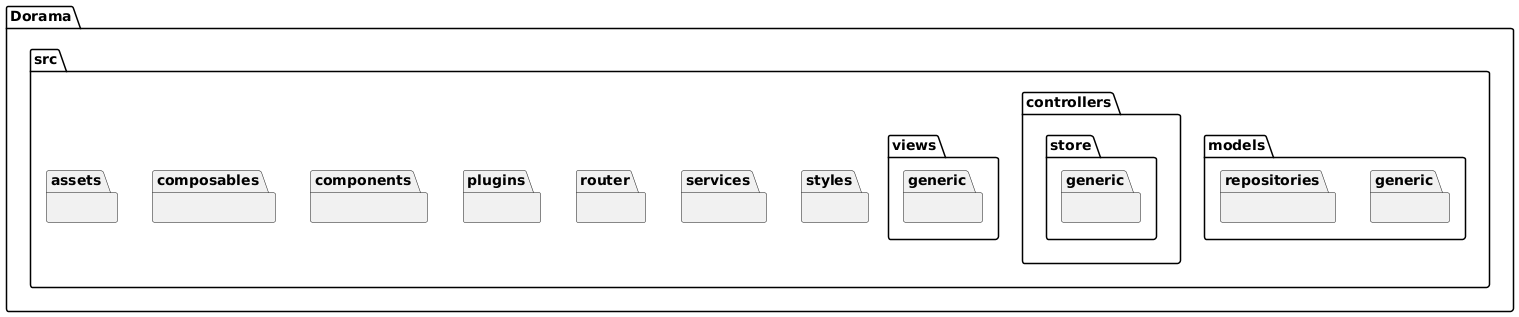 Dorama
src
controllers
views
store
models
assets
composables
components
plugins
router
services
styles
generic
generic
repositories
generic